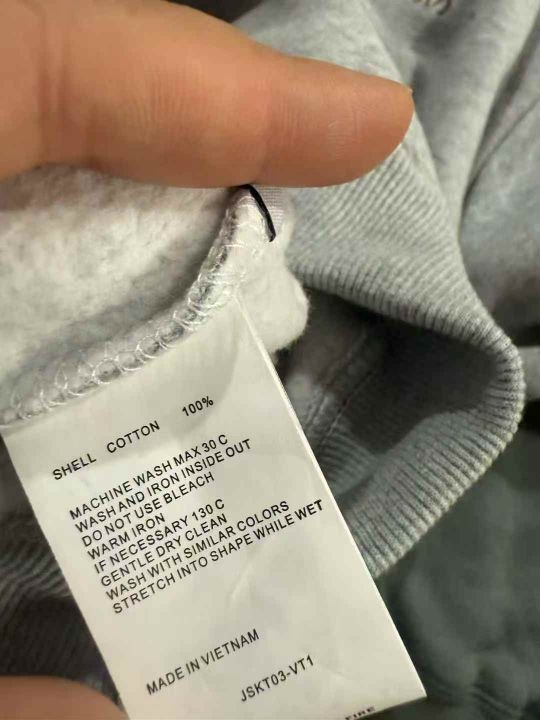 SHELL COTTON 100%
MACHINE WASH MAX 30 C
WASH AND IRON INSIDE OUT
DO NOT USE BLEACH
WARM IRON
IF NECESSARY 130 C
GENTLE DRY CLEAN
WASH WITH SIMILAR COLORS
STRETCH INTO SHAPE WHILE WET
MADE IN VIETNAM
JSKT03-VT1